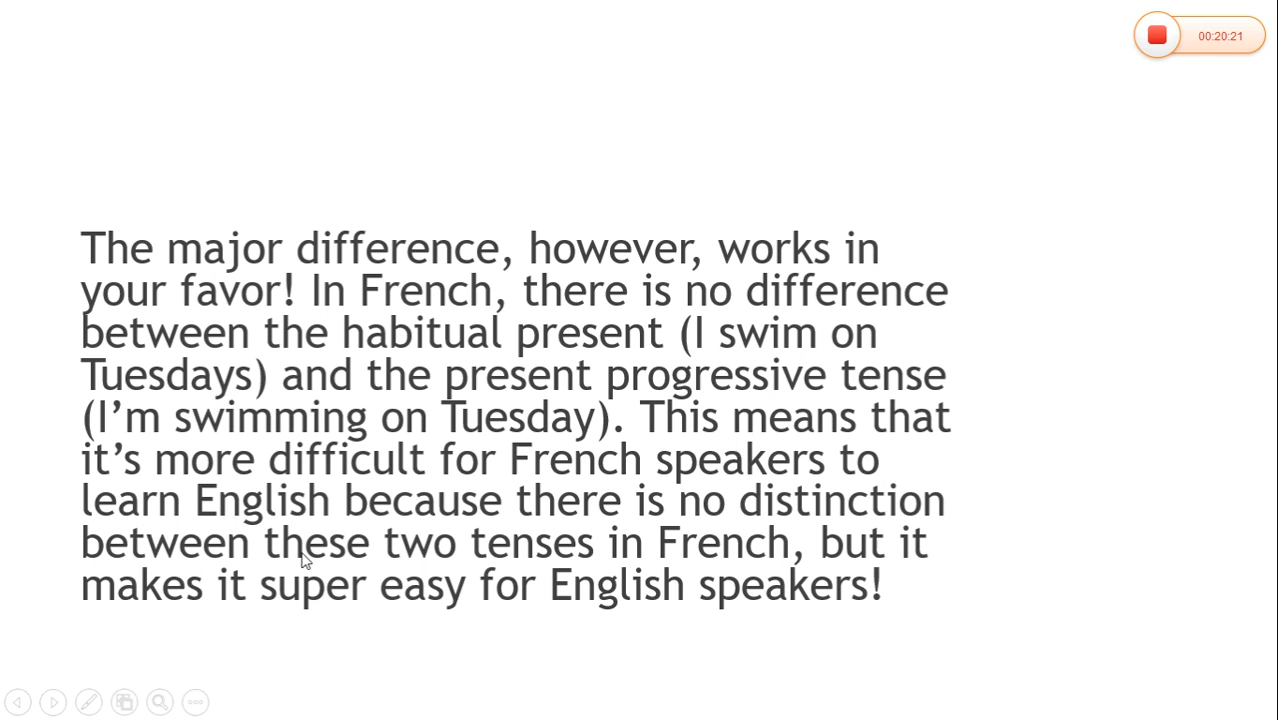 00:20:21
The major difference, however, works in
your favor! In French, there is no difference
between the habitual present (I swim on
Tuesdays) and the present progressive tense
(I’m swimming on Tuesday). This means that
it’s more difficult for French speakers to
learn English because there is no distinction
between these two tenses in French, but it
makes it super easy for English speakers!